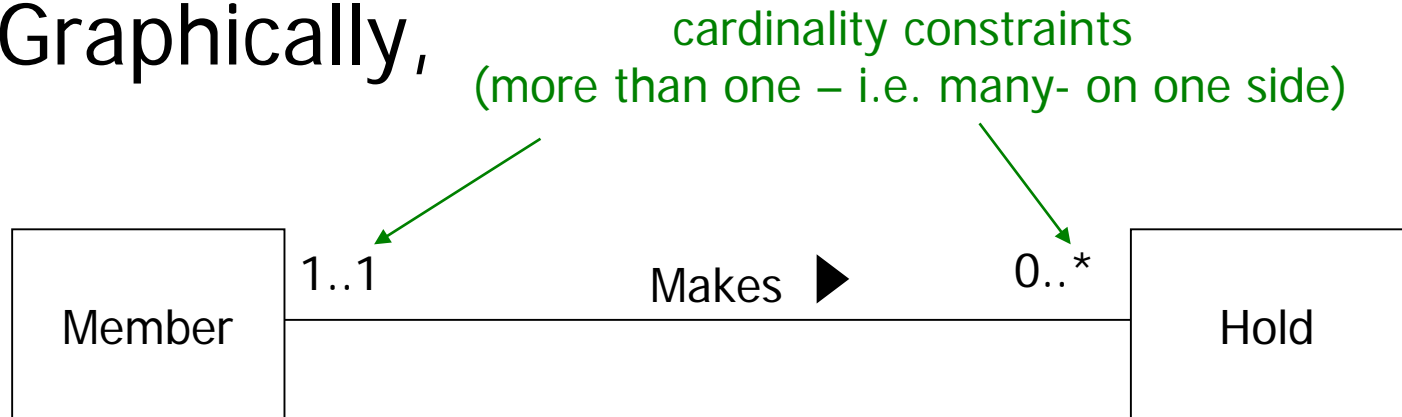 Graphically,
cardinality constraints
(more than one – i.e. many- on one side)
1..1
Makes
0..*
Member
Hold